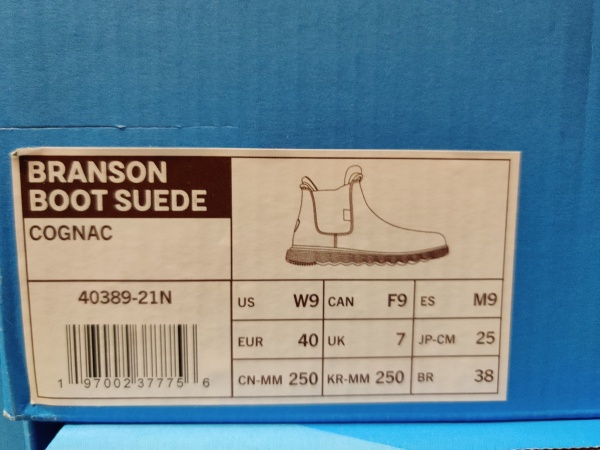 BRANSON
BOOT SUEDE
COGNAC
40389-21N
1 97002 37775 6
US W9 CAN F9 ES M9
EUR 40 UK 7 JP-CM 25
CN-MM 250 KR-MM 250 BR 38